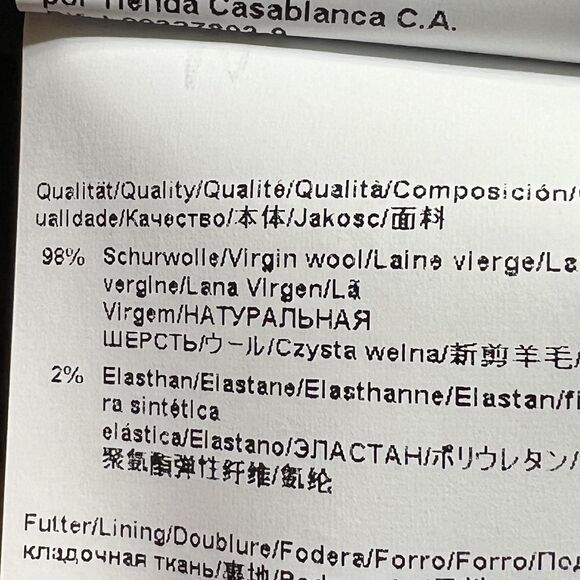 por Tienda Casablanca C.A.
Qualität/Quality/Qualité/Qualità/Composición/
ualidade/Качество/本体/Jakosc/面料
98% Schurwolle/Virgin wool/Laine vierge/La
vergine/Lana Virgen/Lã
Virgem/НАТУРАЛЬНАЯ
ШЕРСТЬ/ウール/Czysta welna/新剪羊毛/
2% Elasthan/Elastane/Elasthanne/Elastan/fi
ra sintética
elástica/Elastano/ЭЛАСТАН/ポリウレタン/
聚氨酯弹性纤维/氨纶
Futter/Lining/Doublure/Fodera/Forro/Forro/Под
кладочная ткань/裏地/